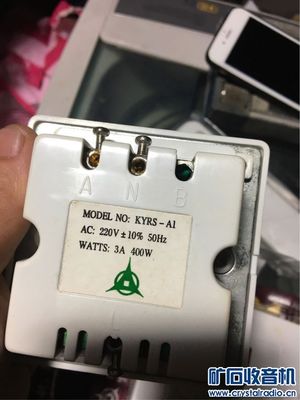 A N B
MODEL NO: KYRS-A1
AC: 220V±10% 50Hz
WATTS: 3A 400W
L
矿石收音机
www.crystalradio.cn